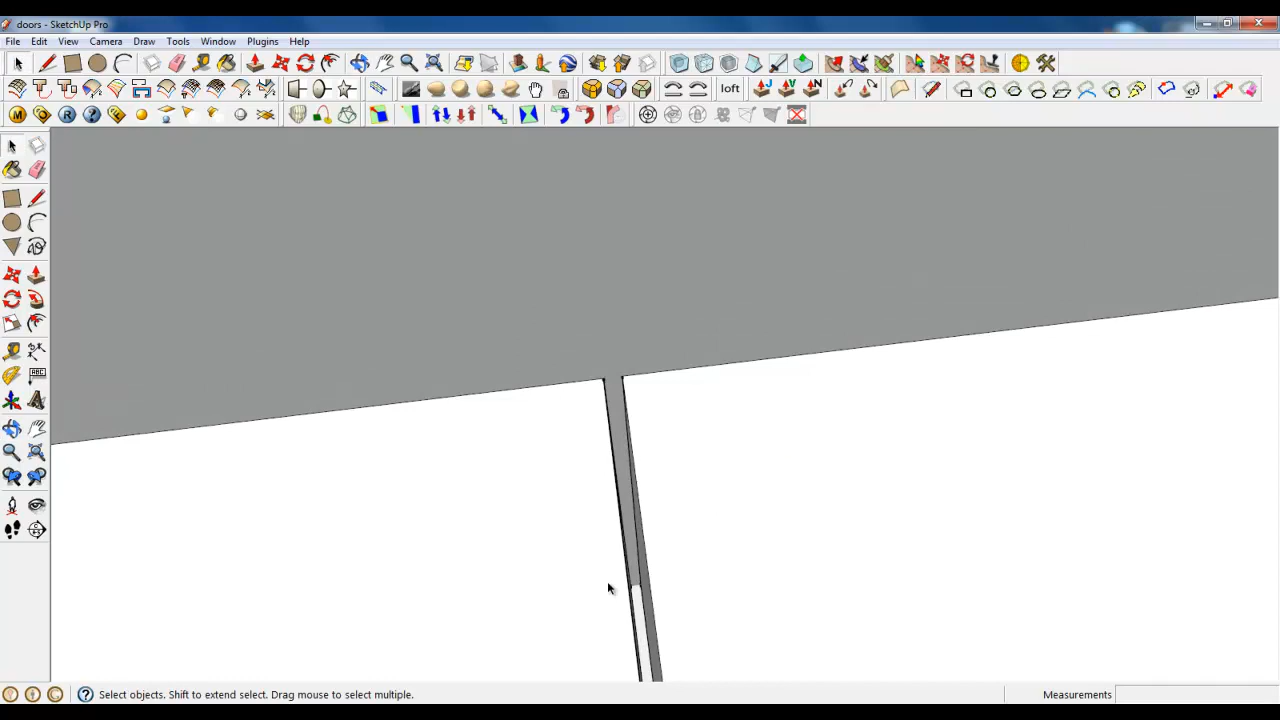 doors - SketchUp Pro
File Edit View Camera Draw Tools Window Plugins Help
loft
M R ?
ABC
Select objects. Shift to extend select. Drag mouse to select multiple.
Measurements